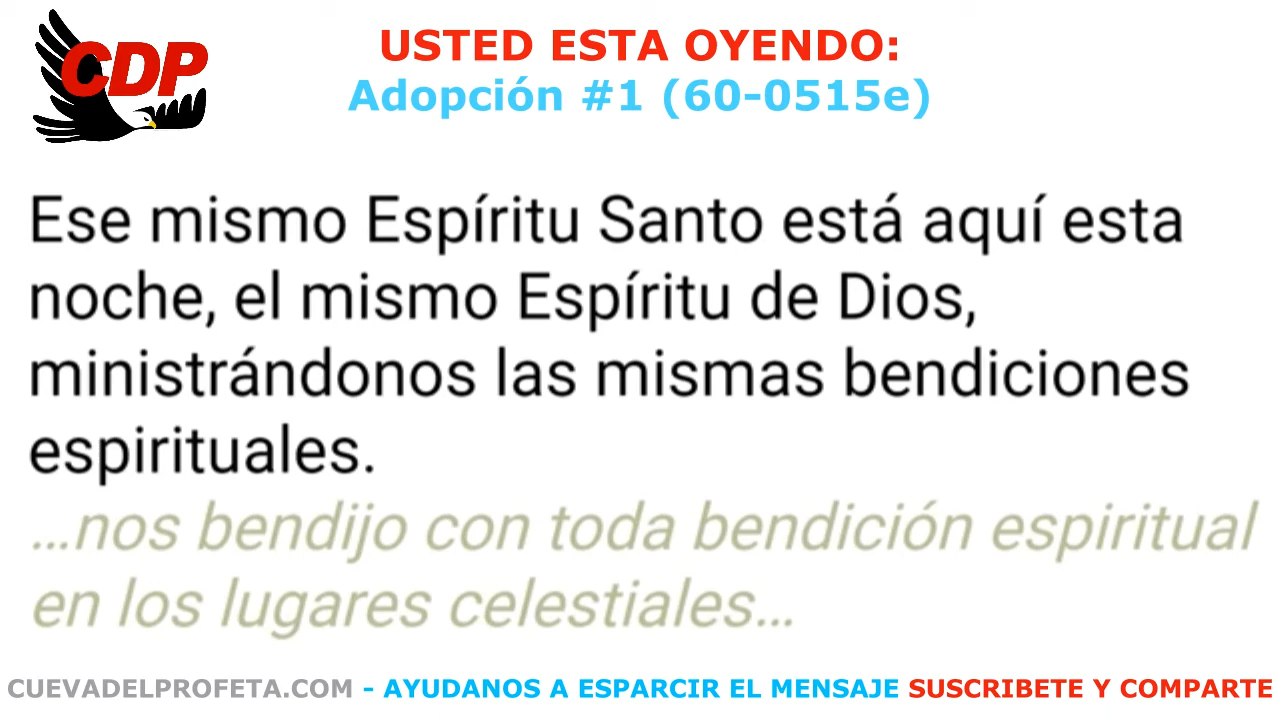 CDP
USTED ESTA OYENDO:
Adopción #1 (60-0515e)
Ese mismo Espíritu Santo está aquí esta
noche, el mismo Espíritu de Dios,
ministrándonos las mismas bendiciones
espirituales.
...nos bendijo con toda bendición espiritual
en los lugares celestiales...
CUEVADELPROFETA.COM - AYUDANOS A ESPARCIR EL MENSAJE SUSCRIBETE Y COMPARTE